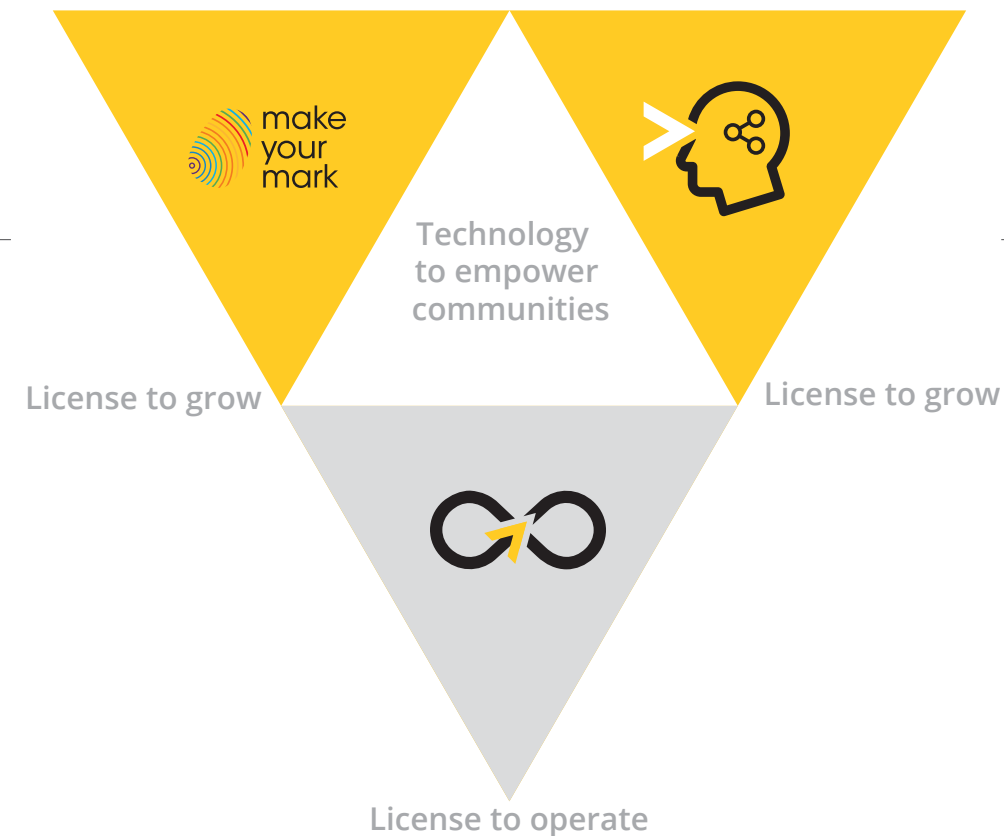 make
your
mark
Technology
to empower
communities
License to grow
License to grow
License to operate